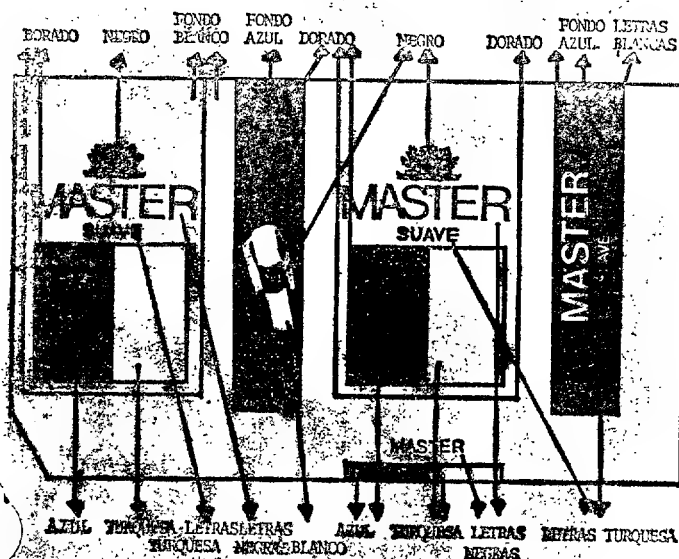 DORADO NEGRO FONDO BLANCO FONDO AZUL DORADO NEGRO DORADO FONDO AZUL LETRAS BLANCAS
MASTER
SUAVE
MASTER
SUAVE
MASTER
MASTER
AZUL TURQUESA LETRAS TURQUESA LETRAS NEGRAS BLANCO AZUL TURQUESA LETRAS NEGRAS LETRAS TURQUESA